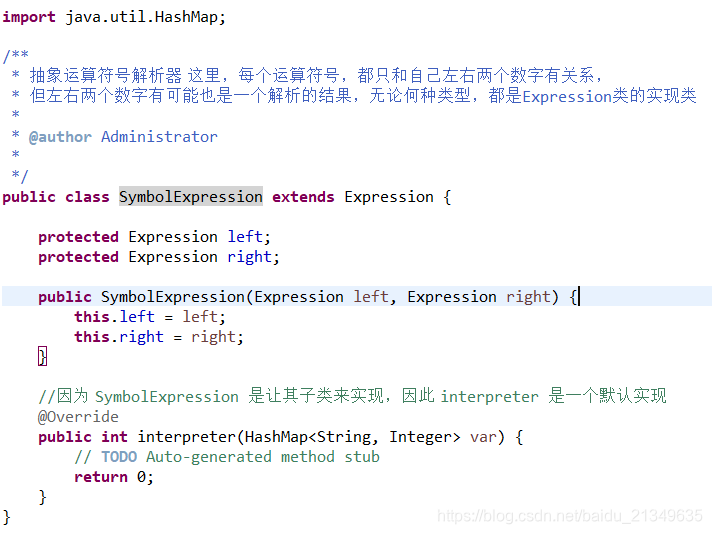 import java.util.HashMap;
/**
 * 抽象运算符号解析器 这里，每个运算符号，都只和自己左右两个数字有关系，
 * 但左右两个数字有可能也是一个解析的结果，无论何种类型，都是Expression类的实现类
 *
 * @author Administrator
 *
 */
public class SymbolExpression extends Expression {
    protected Expression left;
    protected Expression right;
    public SymbolExpression(Expression left, Expression right) {
        this.left = left;
        this.right = right;
    }
    //因为 SymbolExpression 是让其子类来实现，因此 interpreter 是一个默认实现
    @Override
    public int interpreter(HashMap<String, Integer> var) {
        // TODO Auto-generated method stub
        return 0;
    }
}
https://blog.csdn.net/baidu_21349635